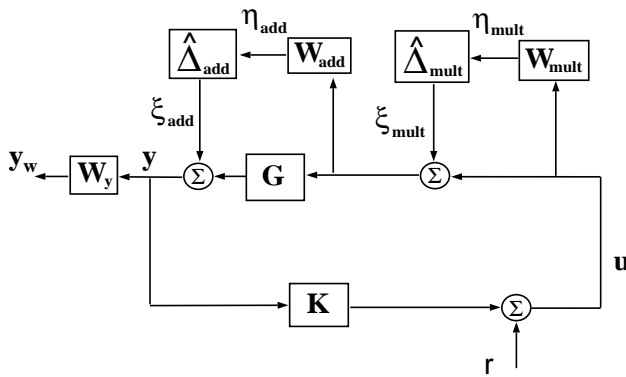 η_add
η_mult
Δ̂_add
W_add
Δ̂_mult
W_mult
ξ_add
ξ_mult
y_w
W_y
y
Σ
G
Σ
u
K
Σ
r